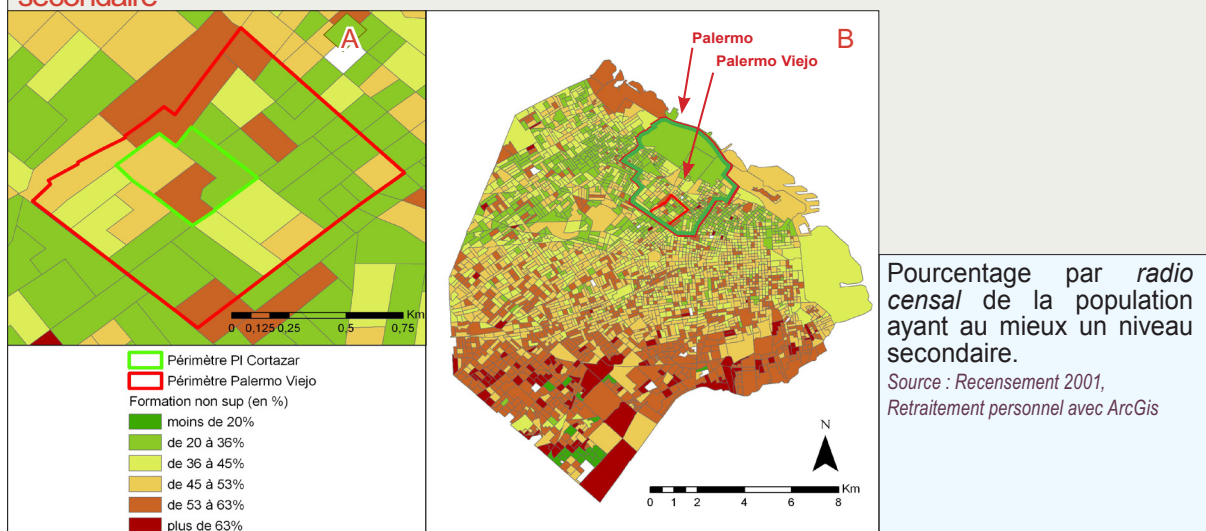 secondaire
A
B
Palermo
Palermo Viejo
Km
0 0,125 0,25 0,5 0,75
Périmètre Pl Cortazar
Périmètre Palermo Viejo
Formation non sup (en %)
moins de 20%
de 20 à 36%
de 36 à 45%
de 45 à 53%
de 53 à 63%
plus de 63%
N
Km
0 1 2 4 6 8
Pourcentage par radio
censal de la population
ayant au mieux un niveau
secondaire.
Source : Recensement 2001,
Retraitement personnel avec ArcGis